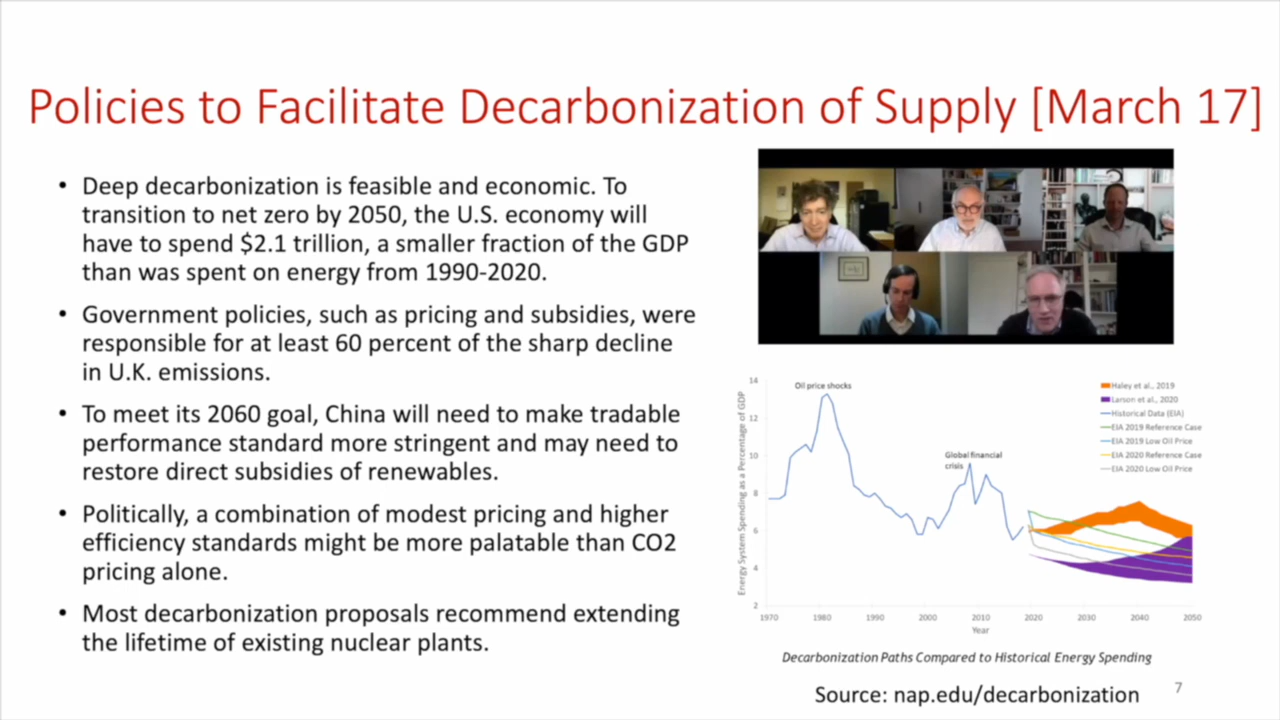 Policies to Facilitate Decarbonization of Supply [March 17]
• Deep decarbonization is feasible and economic. To
transition to net zero by 2050, the U.S. economy will
have to spend $2.1 trillion, a smaller fraction of the GDP
than was spent on energy from 1990-2020.
• Government policies, such as pricing and subsidies, were
responsible for at least 60 percent of the sharp decline
in U.K. emissions.
• To meet its 2060 goal, China will need to make tradable
performance standard more stringent and may need to
restore direct subsidies of renewables.
• Politically, a combination of modest pricing and higher
efficiency standards might be more palatable than CO2
pricing alone.
• Most decarbonization proposals recommend extending
the lifetime of existing nuclear plants.
Energy System Spending as a Percentage of GDP
14
12
10
8
6
4
2
Oil price shocks
Global financial
crisis
Haley et al., 2019
Larson et al., 2020
Historical Data (EIA)
EIA 2019 Reference Case
EIA 2019 Low Oil Price
EIA 2020 Reference Case
EIA 2020 Low Oil Price
1970 1980 1990 2000 2010 2020 2030 2040 2050
Year
Decarbonization Paths Compared to Historical Energy Spending
Source: nap.edu/decarbonization
7